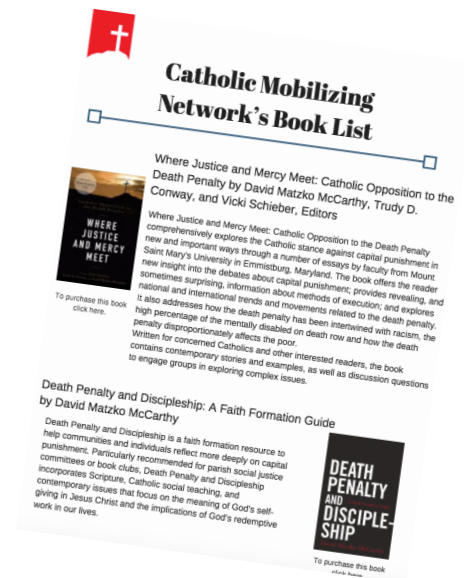 Catholic Mobilizing
Network's Book List
Where Justice and Mercy Meet: Catholic Opposition to the
Death Penalty by David Matzko McCarthy, Trudy D.
Conway, and Vicki Schieber, Editors
WHERE
JUSTICE
AND MERCY
MEET
To purchase this book
click here.
Where Justice and Mercy Meet: Catholic Opposition to the Death Penalty
comprehensively explores the Catholic stance against capital punishment in
new and important ways through a number of essays by faculty from Mount
Saint Mary's University in Emmistburg, Maryland. The book offers the reader
new insight into the debates about capital punishment; provides revealing, and
sometimes surprising, information about methods of execution; and explores
national and international trends and movements related to the death penalty.
It also addresses how the death penalty has been intertwined with racism, the
high percentage of the mentally disabled on death row and how the death
penalty disproportionately affects the poor.
Written for concerned Catholics and other interested readers, the book
contains contemporary stories and examples, as well as discussion questions
to engage groups in exploring complex issues.
Death Penalty and Discipleship: A Faith Formation Guide
by David Matzko McCarthy
Death Penalty and Discipleship is a faith formation resource to
help communities and individuals reflect more deeply on capital
punishment. Particularly recommended for parish social justice
committees or book clubs, Death Penalty and Discipleship
incorporates Scripture, Catholic social teaching, and
contemporary issues that focus on the meaning of God's self-
giving in Jesus Christ and the implications of God's redemptive
work in our lives.
DEATH
PENALTY
AND
DISCIPLE-
SHIP
To purchase this book
click here.